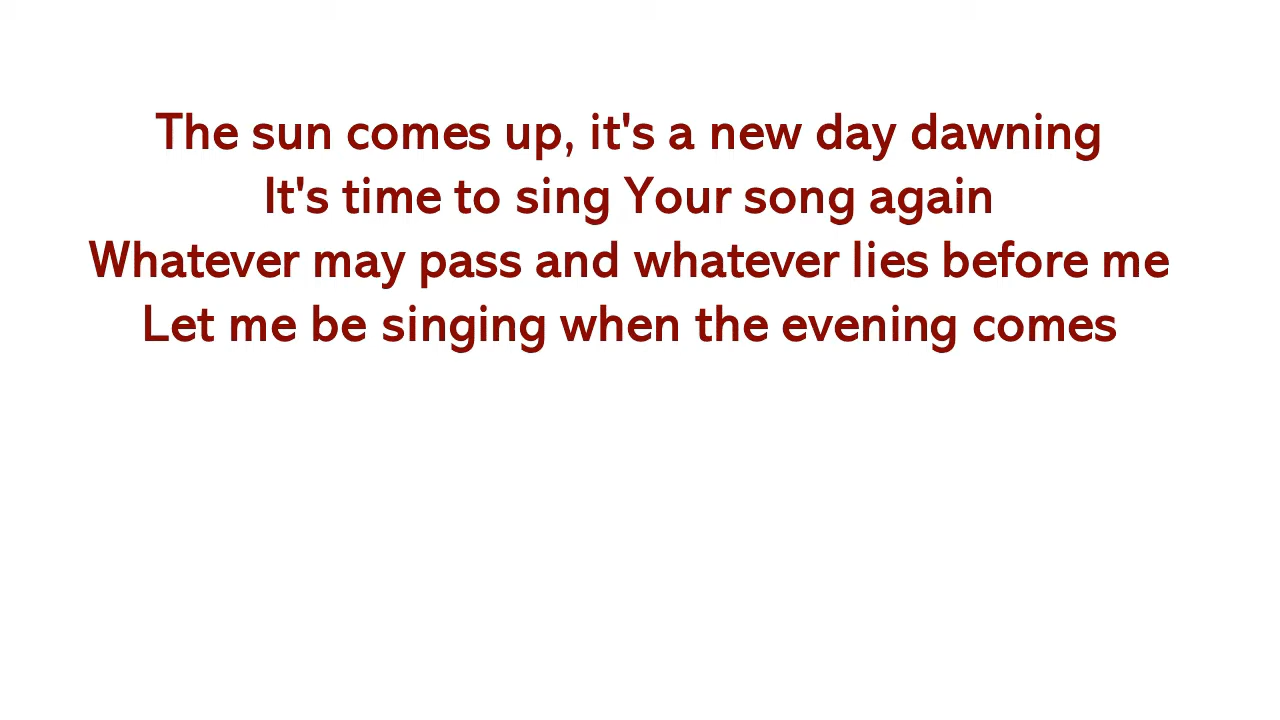 The sun comes up, it's a new day dawning
It's time to sing Your song again
Whatever may pass and whatever lies before me
Let me be singing when the evening comes